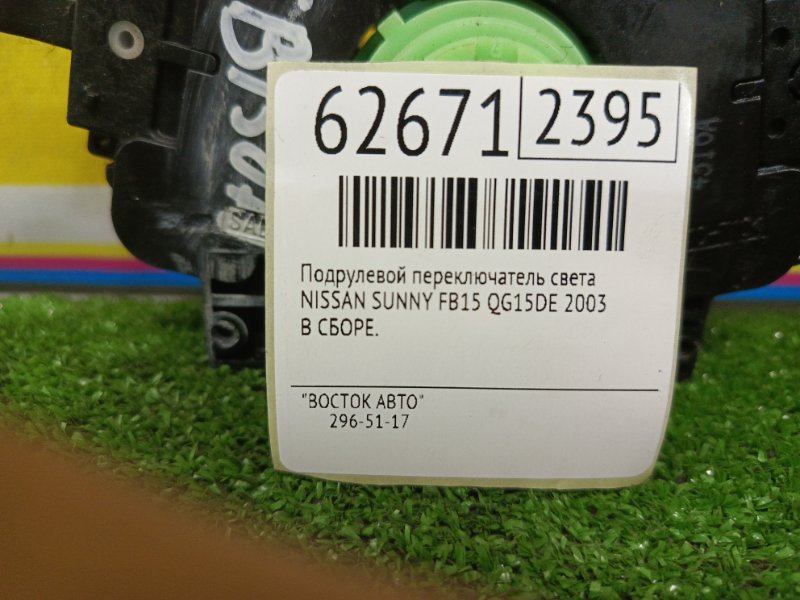 62671 2395
Подрулевой переключатель света
NISSAN SUNNY FB15 QG15DE 2003
В СБОРЕ.
"ВОСТОК АВТО"
296-51-17